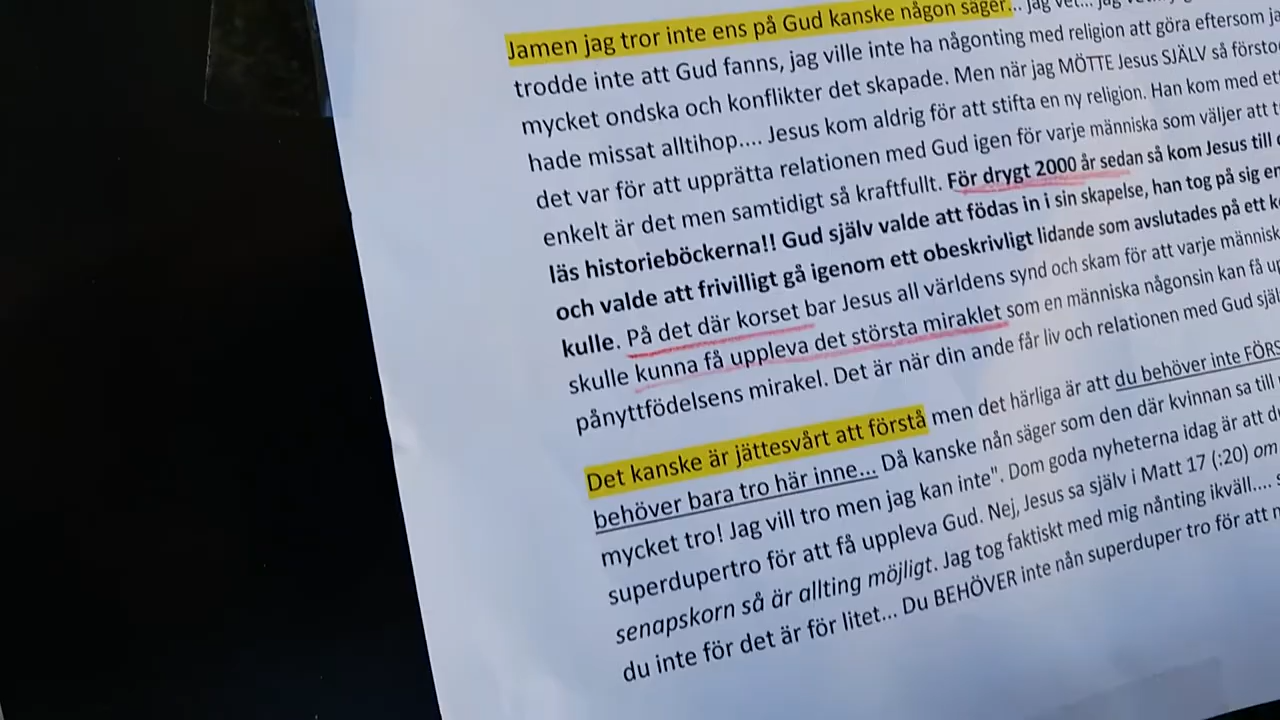 Jamen jag tror inte ens på Gud kanske någon säger... jag vet... jag
trodde inte att Gud fanns, jag ville inte ha någonting med religion att göra eftersom
mycket ondska och konflikter det skapade. Men när jag MÖTTE Jesus SJÄLV så
hade missat alltihop.... Jesus kom aldrig för att stifta en ny religion. Han kom med
det var för att upprätta relationen med Gud igen för varje människa som väljer att
enkelt är det men samtidigt så kraftfullt. För drygt 2000 år sedan så kom Jesus till
läs historieböckerna!! Gud själv valde att födas in i sin skapelse, han tog på sig
och valde att frivilligt gå igenom ett obeskrivligt lidande som avslutades på ett
kulle. På det där korset bar Jesus all världens synd och skam för att varje
skulle kunna få uppleva det största miraklet som en människa någonsin kan få
pånyttfödelsens mirakel. Det är när din ande får liv och relationen med Gud
Det kanske är jättesvårt att förstå men det härliga är att du behöver inte
behöver bara tro här inne... Då kanske nån säger som den där kvinnan sa till
mycket tro! Jag vill tro men jag kan inte". Dom goda nyheterna idag är att
superdupertro för att få uppleva Gud. Nej, Jesus sa själv i Matt 17 (:20) om
senapskorn så är allting möjligt. Jag tog faktiskt med mig nånting ikväll....
du inte för det är för litet... Du BEHÖVER inte nån superduper tro för att